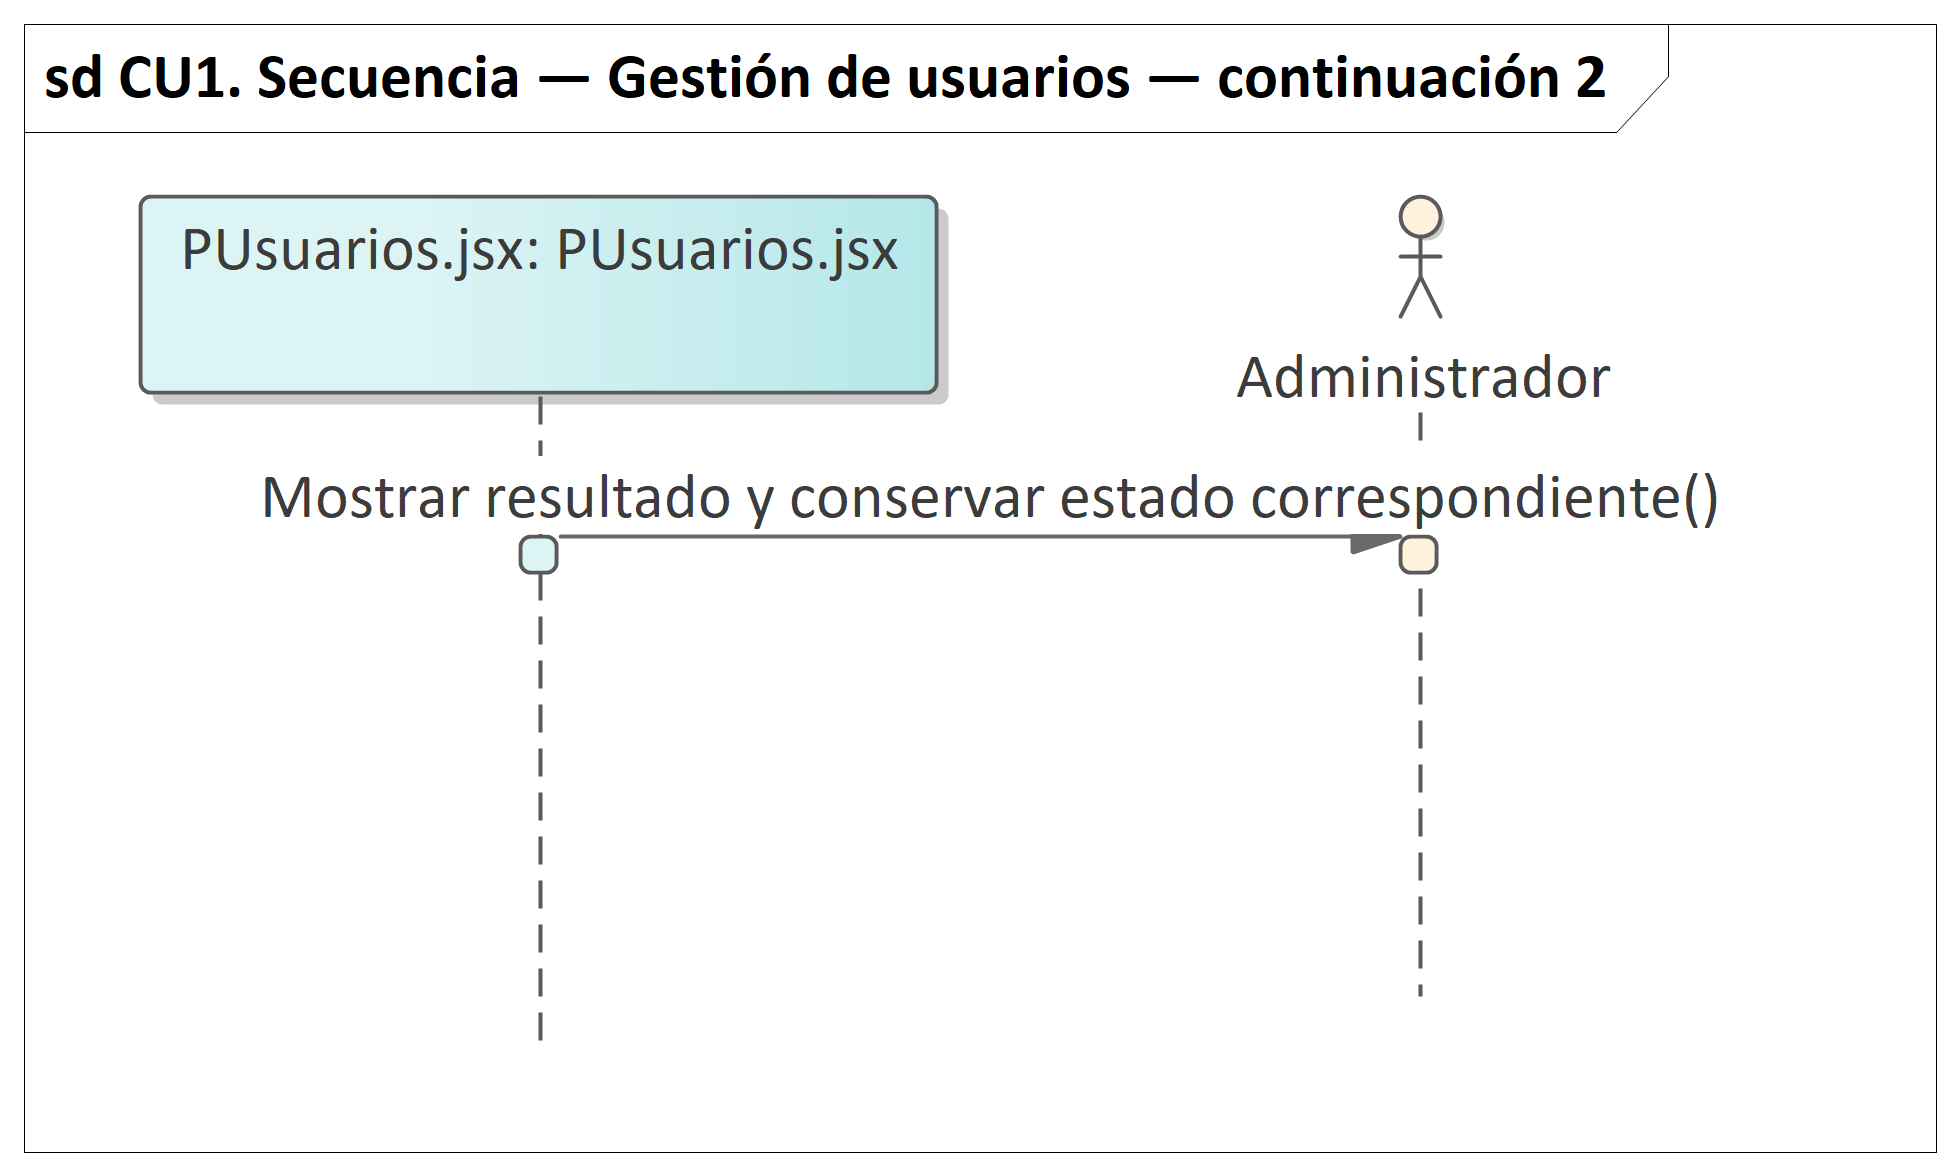 sd CU1. Secuencia — Gestión de usuarios — continuación 2
PUsuarios.jsx: PUsuarios.jsx
Administrador
Mostrar resultado y conservar estado correspondiente()